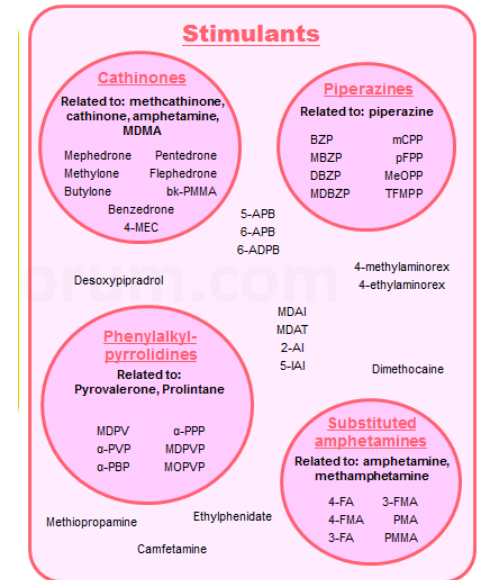 Stimulants
Cathinones
Related to: methcathinone,
cathinone, amphetamine,
MDMA
Mephedrone Pentedrone
Methylone Flephedrone
Butylone bk-PMMA
Benzedrone
4-MEC
Piperazines
Related to: piperazine
BZP mCPP
MBZP pFPP
DBZP MeOPP
MDBZP TFMPP
5-APB
6-APB
6-ADPB
Desoxypipradrol
4-methylaminorex
4-ethylaminorex
orum.com
MDAI
MDAT
2-AI
5-IAI
Dimethocaine
Phenylalkyl-
pyrrolidines
Related to:
Pyrovalerone, Prolintane
MDPV α-PPP
α-PVP MDPVP
α-PBP MOPVP
Substituted
amphetamines
Related to: amphetamine,
methamphetamine
4-FA 3-FMA
4-FMA PMA
3-FA PMMA
Methiopropamine
Ethylphenidate
Camfetamine